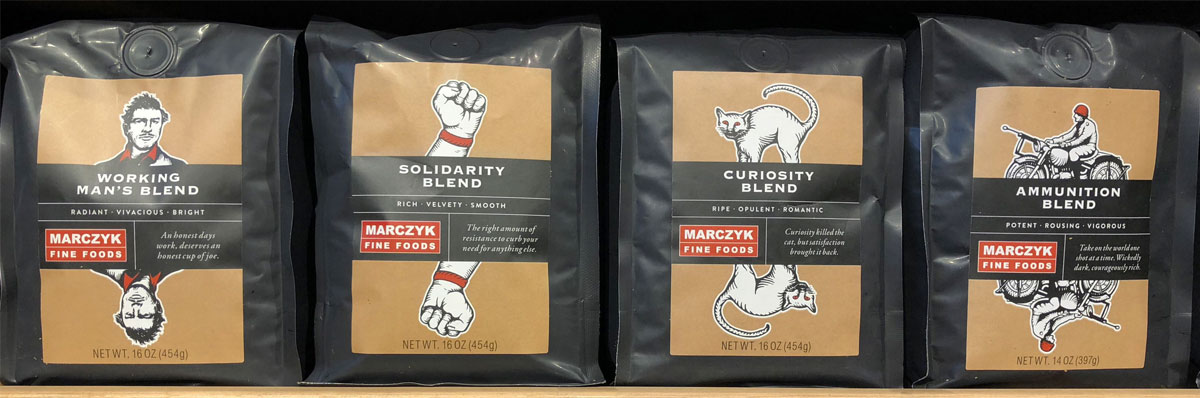 WORKING
MAN'S BLEND
RADIANT · VIVACIOUS · BRIGHT
MARCZYK
FINE FOODS
An honest days
work, deserves an
honest cup of joe.
NET WT. 16 OZ (454g)
SOLIDARITY
BLEND
RICH · VELVETY · SMOOTH
MARCZYK
FINE FOODS
The right amount of
resistance to curb your
need for anything else.
NET WT. 16 OZ (454g)
CURIOSITY
BLEND
RIPE · OPULENT · ROMANTIC
MARCZYK
FINE FOODS
Curiosity killed the
cat, but satisfaction
brought it back.
NET WT. 16 OZ (454g)
AMMUNITION
BLEND
POTENT · ROUSING · VIGOROUS
MARCZYK
FINE FOODS
Take on the world one
shot at a time. Wickedly
dark, courageously rich.
NET WT. 14 OZ (397g)